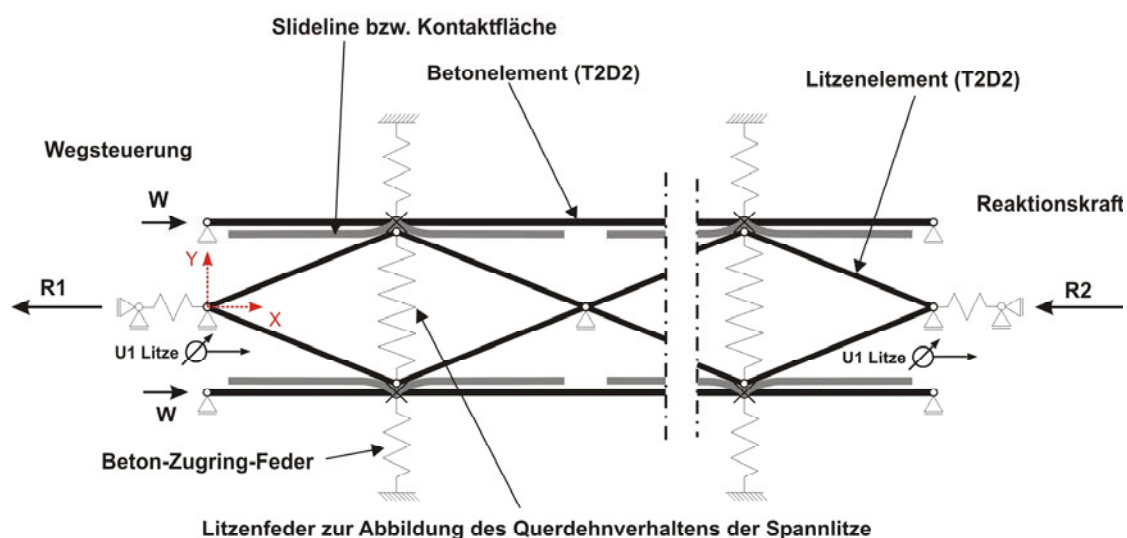 Slideline bzw. Kontaktfläche
Betonelement (T2D2)
Litzenelement (T2D2)
Wegsteuerung
W
Reaktionskraft
Y
R1
X
R2
U1 Litze
U1 Litze
W
Beton-Zugring-Feder
Litzenfeder zur Abbildung des Querdehnverhaltens der Spannlitze